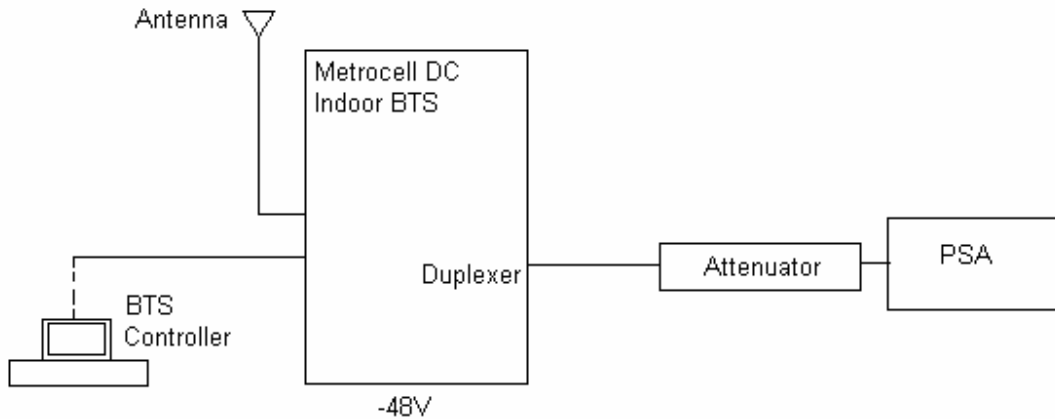 Antenna
Metrocell DC
Indoor BTS
Duplexer
Attenuator
PSA
BTS
Controller
-48V